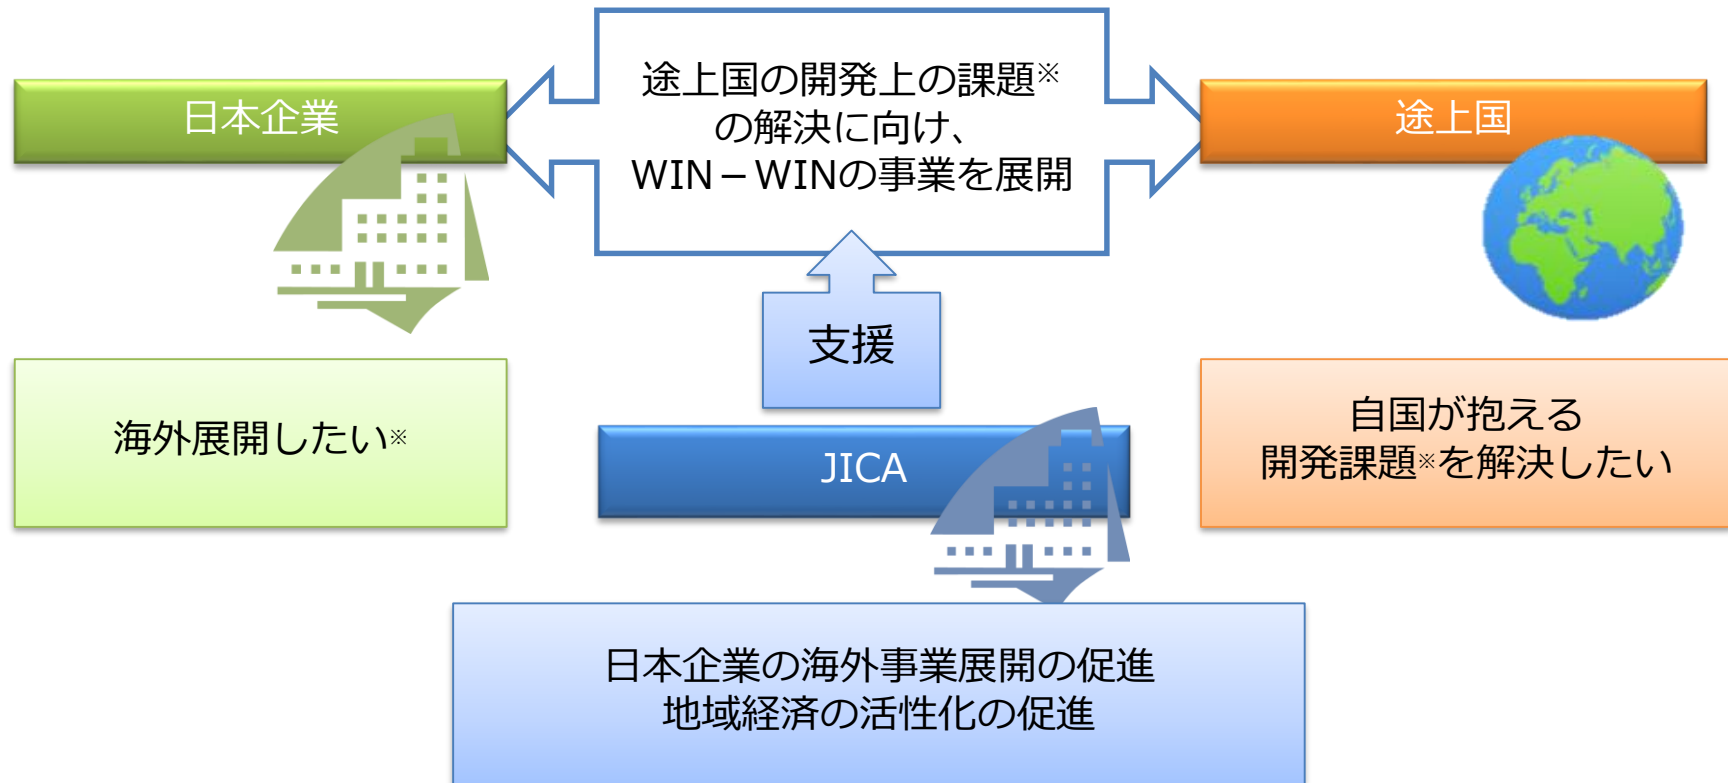 日本企業
途上国の開発上の課題※
の解決に向け、
WIN－WINの事業を展開
途上国
支援
海外展開したい※
JICA
自国が抱える
開発課題※を解決したい
日本企業の海外事業展開の促進
地域経済の活性化の促進